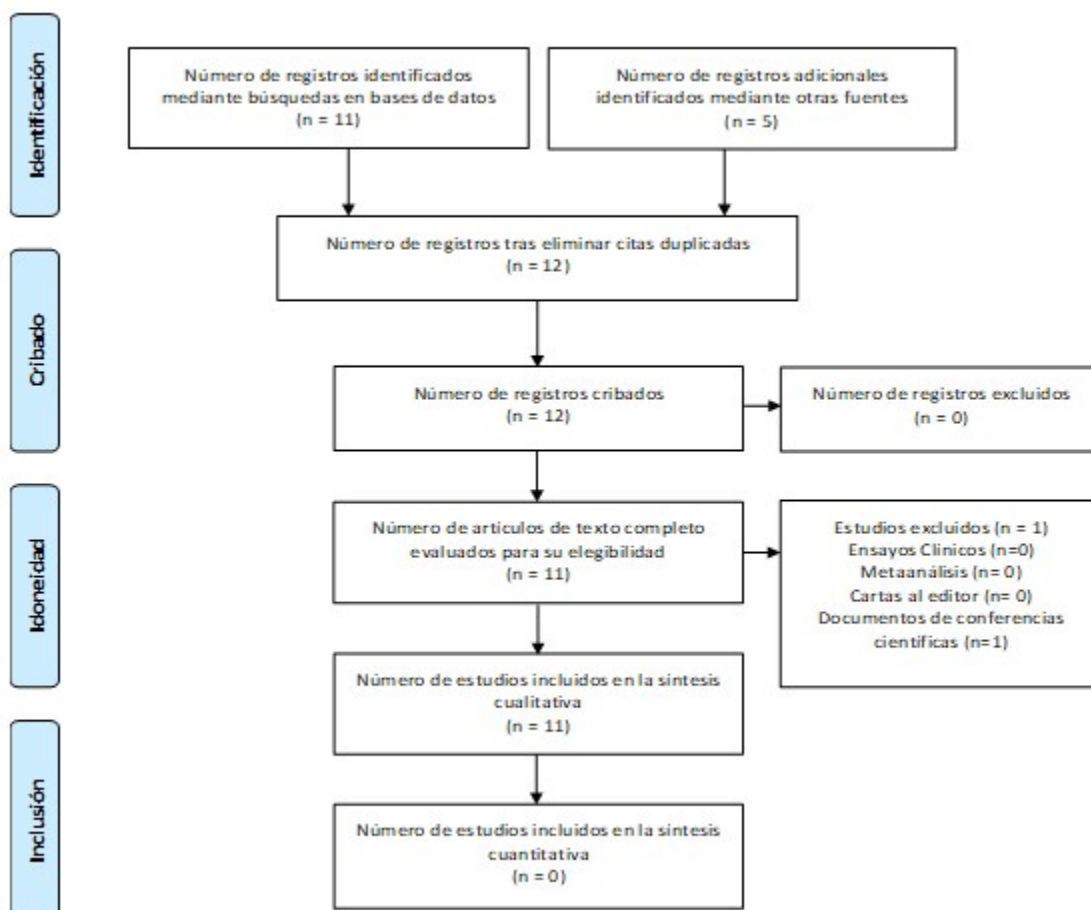 Identificación
Número de registros identificados
mediante búsquedas en bases de datos
(n = 11)
Número de registros adicionales
identificados mediante otras fuentes
(n = 5)
Cribado
Número de registros tras eliminar citas duplicadas
(n = 12)
Número de registros cribados
(n = 12)
Número de registros excluidos
(n = 0)
Idoneidad
Número de artículos de texto completo
evaluados para su elegibilidad
(n = 11)
Estudios excluidos (n = 1)
Ensayos Clínicos (n=0)
Metaanálisis (n= 0)
Cartas al editor (n= 0)
Documentos de conferencias
científicas (n=1)
Número de estudios incluidos en la síntesis
cualitativa
(n = 11)
Inclusión
Número de estudios incluidos en la síntesis
cuantitativa
(n = 0)